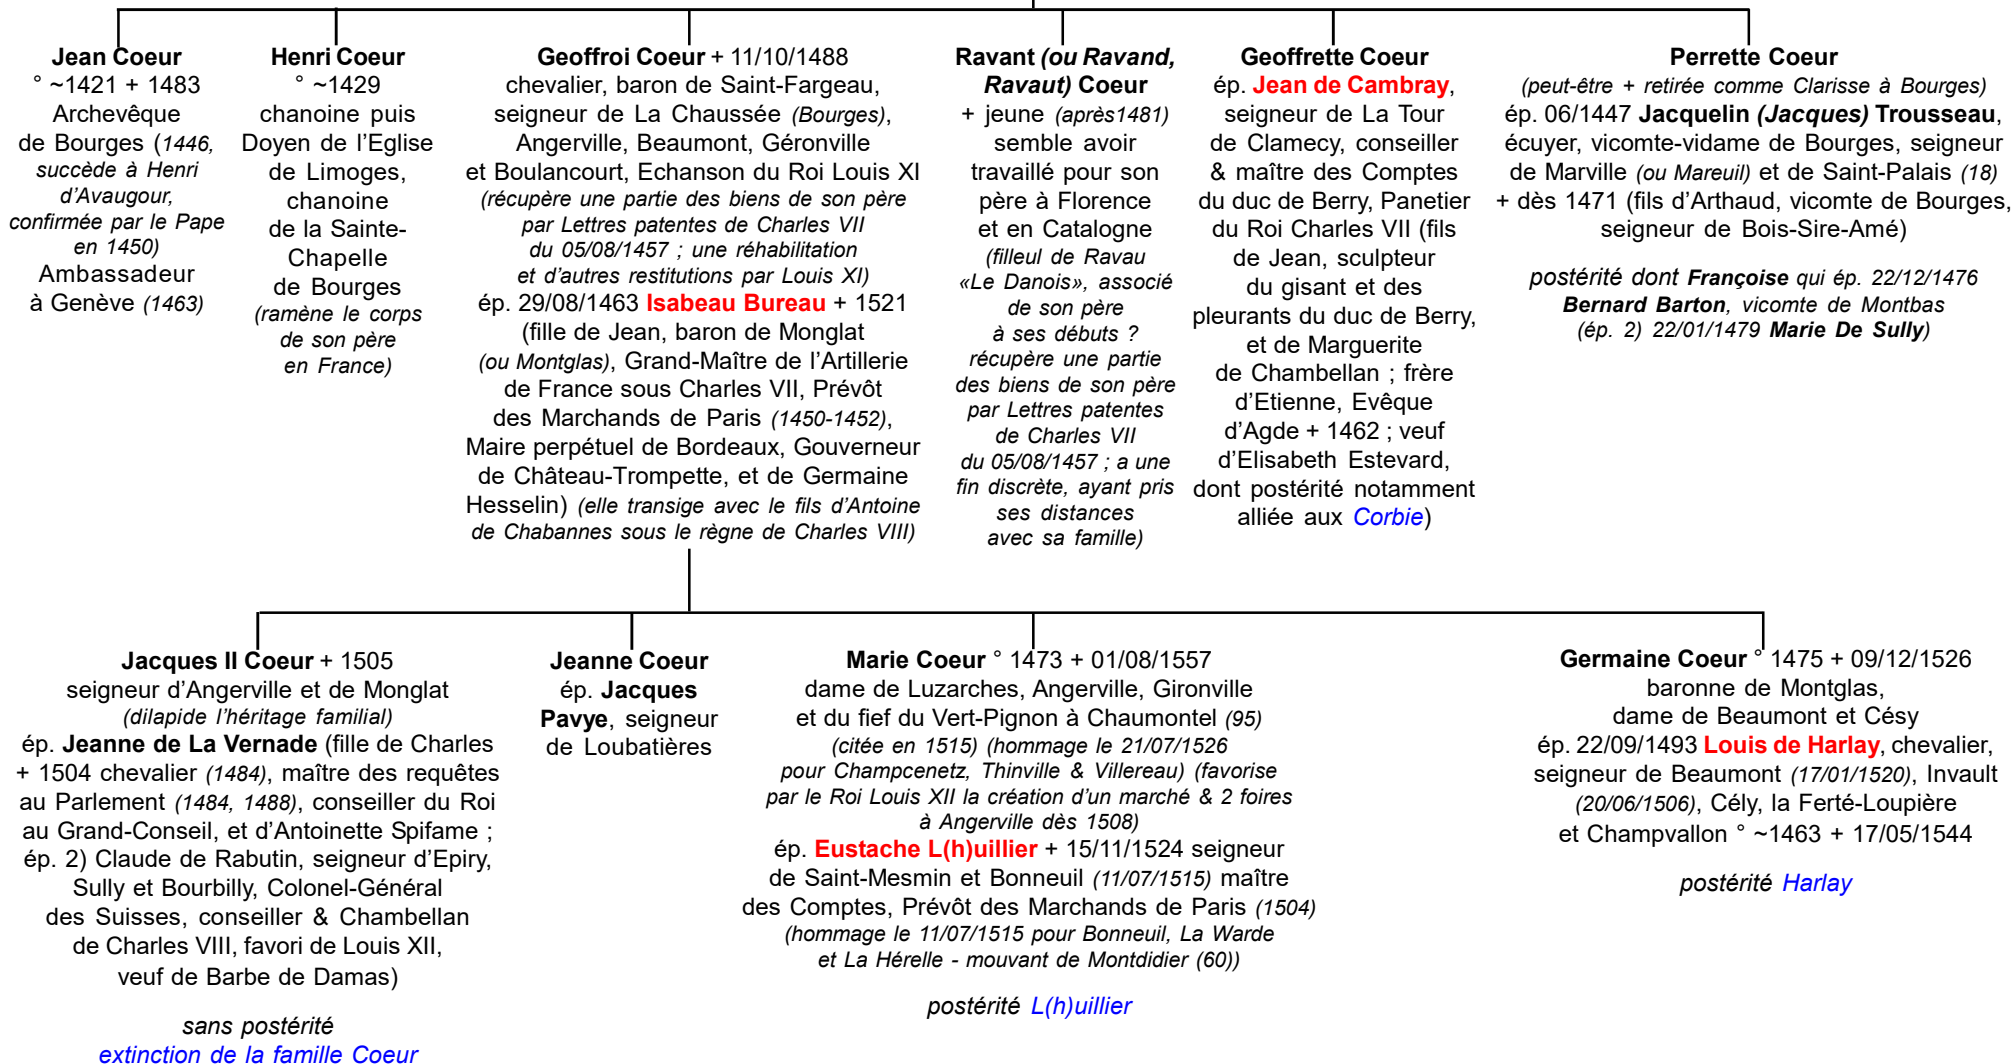 Jean Coeur
° ~1421 + 1483
Archevêque
de Bourges (1446,
succède à Henri
d'Avaugour,
confirmée par le Pape
en 1450)
Ambassadeur
à Genève (1463)
Henri Coeur
° ~1429
chanoine puis
Doyen de l'Eglise
de Limoges,
chanoine
de la Sainte-
Chapelle
de Bourges
(ramène le corps
de son père
en France)
Geoffroi Coeur + 11/10/1488
chevalier, baron de Saint-Fargeau,
seigneur de La Chaussée (Bourges),
Angerville, Beaumont, Géronville
et Boulancourt, Echanson du Roi Louis XI
(récupère une partie des biens de son père
par Lettres patentes de Charles VII
du 05/08/1457 ; une réhabilitation
et d'autres restitutions par Louis XI)
ép. 29/08/1463 Isabeau Bureau + 1521
(fille de Jean, baron de Monglat
(ou Montglas), Grand-Maître de l'Artillerie
de France sous Charles VII, Prévôt
des Marchands de Paris (1450-1452),
Maire perpétuel de Bordeaux, Gouverneur
de Château-Trompette, et de Germaine
Hesselin) (elle transige avec le fils d'Antoine
de Chabannes sous le règne de Charles VIII)
Ravant (ou Ravand,
Ravaut) Coeur
+ jeune (après1481)
semble avoir
travaillé pour son
père à Florence
et en Catalogne
(filleul de Ravau
«Le Danois», associé
de son père
à ses débuts ?
récupère une partie
des biens de son père
par Lettres patentes
de Charles VII
du 05/08/1457 ; a une
fin discrète, ayant pris
ses distances
avec sa famille)
Geoffrette Coeur
ép. Jean de Cambray,
seigneur de La Tour
de Clamecy, conseiller
& maître des Comptes
du duc de Berry, Panetier
du Roi Charles VII (fils
de Jean, sculpteur
du gisant et des
pleurants du duc de Berry,
et de Marguerite
de Chambellan ; frère
d'Etienne, Evêque
d'Agde + 1462 ; veuf
d'Elisabeth Estevard,
dont postérité notamment
alliée aux Corbie)
Perrette Coeur
(peut-être + retirée comme Clarisse à Bourges)
ép. 06/1447 Jacquelin (Jacques) Trousseau,
écuyer, vicomte-vidame de Bourges, seigneur
de Marville (ou Mareuil) et de Saint-Palais (18)
+ dès 1471 (fils d'Arthaud, vicomte de Bourges,
seigneur de Bois-Sire-Amé)
postérité dont Françoise qui ép. 22/12/1476
Bernard Barton, vicomte de Montbas
(ép. 2) 22/01/1479 Marie De Sully)
Jacques II Coeur + 1505
seigneur d'Angerville et de Monglat
(dilapide l'héritage familial)
ép. Jeanne de La Vernade (fille de Charles
+ 1504 chevalier (1484), maître des requêtes
au Parlement (1484, 1488), conseiller du Roi
au Grand-Conseil, et d'Antoinette Spifame ;
ép. 2) Claude de Rabutin, seigneur d'Epiry,
Sully et Bourbilly, Colonel-Général
des Suisses, conseiller & Chambellan
de Charles VIII, favori de Louis XII,
veuf de Barbe de Damas)
sans postérité
extinction de la famille Coeur
Jeanne Coeur
ép. Jacques
Pavye, seigneur
de Loubatières
Marie Coeur ° 1473 + 01/08/1557
dame de Luzarches, Angerville, Gironville
et du fief du Vert-Pignon à Chaumontel (95)
(citée en 1515) (hommage le 21/07/1526
pour Champcenetz, Thinville & Villereau) (favorise
par le Roi Louis XII la création d'un marché & 2 foires
à Angerville dès 1508)
ép. Eustache L(h)uillier + 15/11/1524 seigneur
de Saint-Mesmin et Bonneuil (11/07/1515) maître
des Comptes, Prévôt des Marchands de Paris (1504)
(hommage le 11/07/1515 pour Bonneuil, La Warde
et La Hérelle - mouvant de Montdidier (60))
postérité L(h)uillier
Germaine Coeur ° 1475 + 09/12/1526
baronne de Montglas,
dame de Beaumont et Césy
ép. 22/09/1493 Louis de Harlay, chevalier,
seigneur de Beaumont (17/01/1520), Invault
(20/06/1506), Cély, la Ferté-Loupière
et Champvallon ° ~1463 + 17/05/1544
postérité Harlay